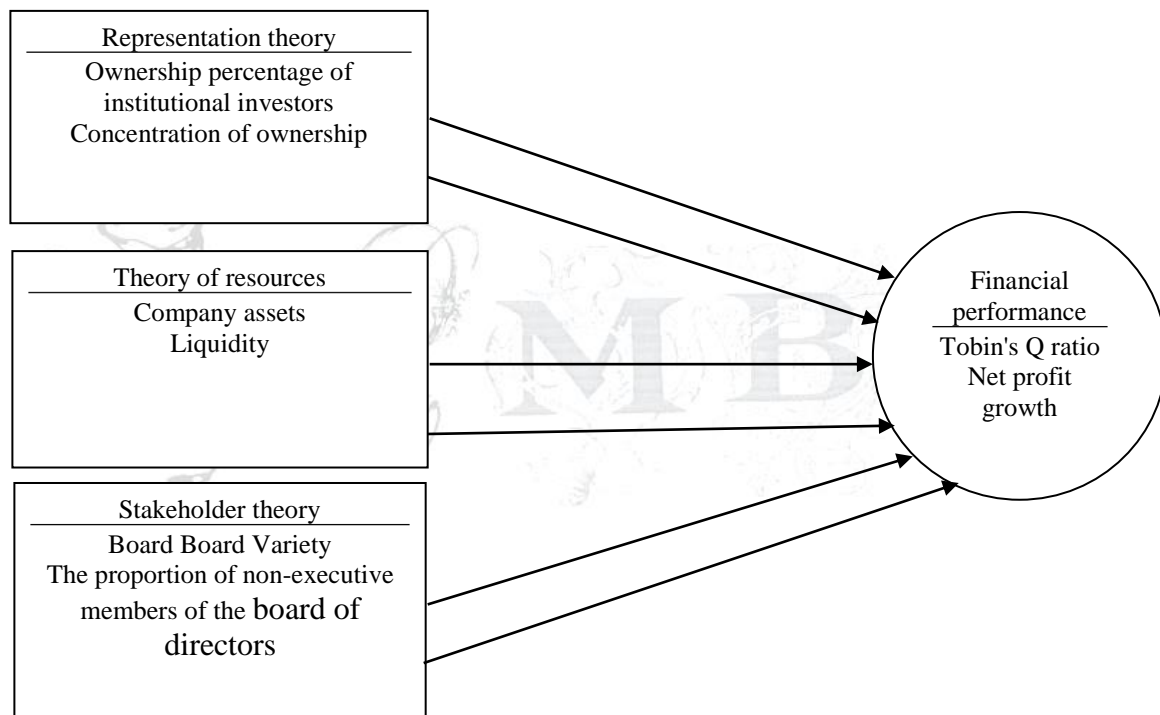 Representation theory
Ownership percentage of
institutional investors
Concentration of ownership
Theory of resources
Company assets
Liquidity
Stakeholder theory
Board Board Variety
The proportion of non-executive
members of the board of
directors
Financial
performance
Tobin's Q ratio
Net profit
growth
M B